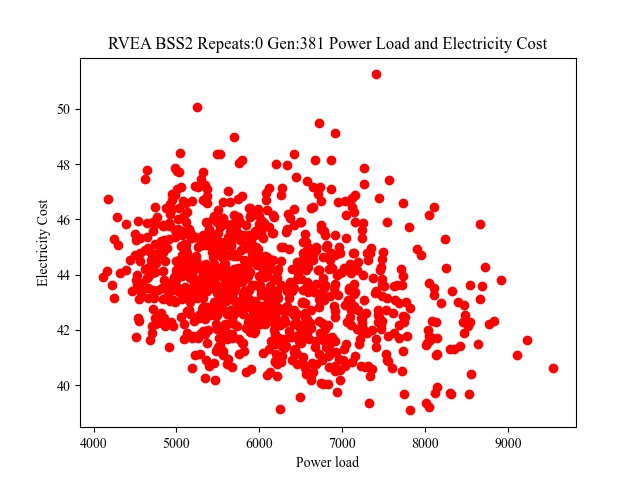 RVEA BSS2 Repeats:0 Gen:381 Power Load and Electricity Cost
Electricity Cost
50
48
46
44
42
40
4000 5000 6000 7000 8000 9000
Power load